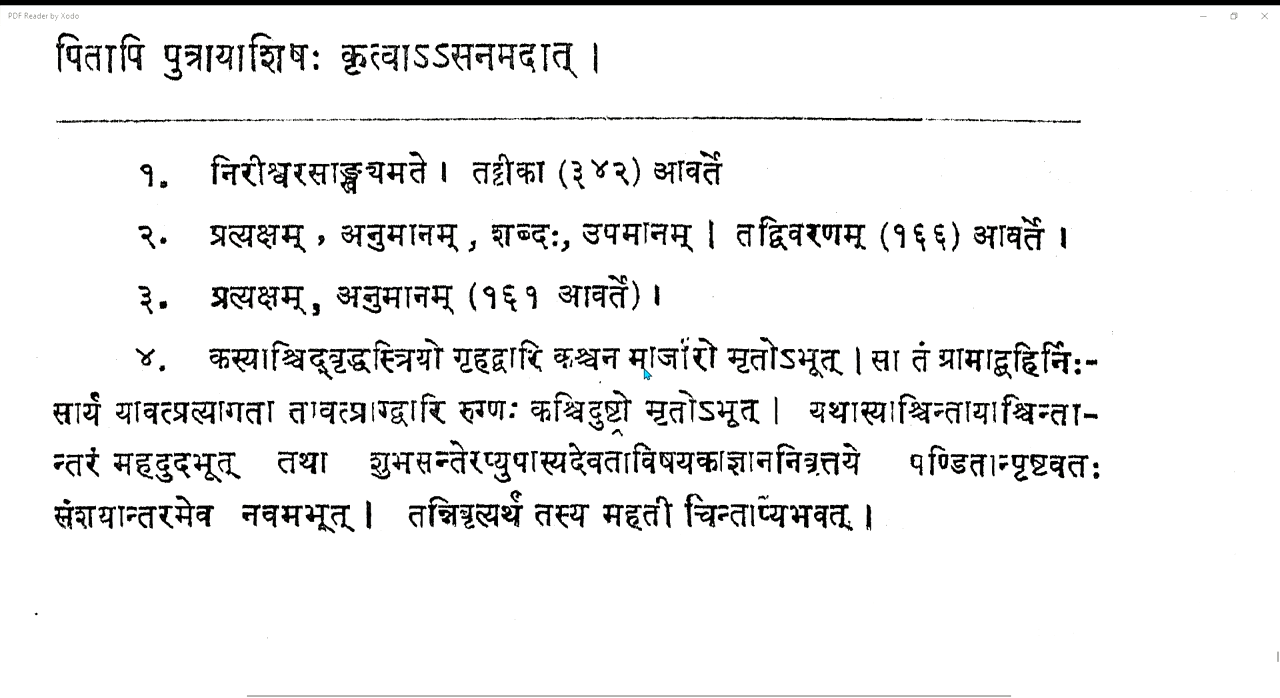 PDF Reader by Xodo
पितापि पुत्रायाशिषः कृत्वाऽऽसनमदात् ।
१. निरीश्वरसाङ्ख्यमते । तट्टीका (३४२) आवर्ते
२. प्रत्यक्षम् , अनुमानम् , शब्दः, उपमानम् । तद्विवरणम् (१६६) आवर्ते ।
३. प्रत्यक्षम्, अनुमानम् (१६१ आवर्ते) ।
४. कस्याश्चिद्वृद्धस्त्रियो गृहद्वारि कश्चन मार्जारो मृतोऽभूत् । सा तं ग्रामाद्बहिर्निः-
सार्य यावत्प्रत्यागता तावत्प्राग्द्वारि रुग्णः कश्चिदुष्ट्रो मृतोऽभूत् । यथास्याश्चिन्तायाश्चिन्ता-
न्तरं महदुदभूत् तथा शुभसन्तेरप्युपास्यदेवताविषयकाज्ञाननिवृत्तये पण्डितान्पृष्टवतः
संशयान्तरमेव नवमभूत् । तन्निवृत्यर्थं तस्य महती चिन्ताप्यभवत् ।